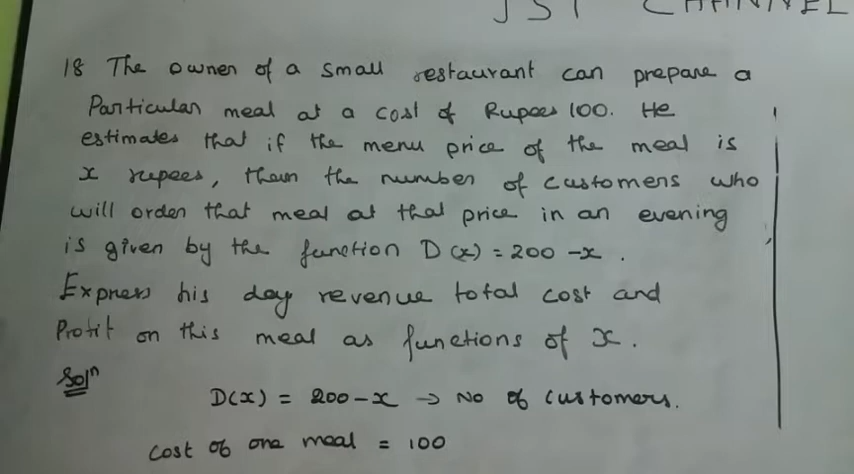 JST CHANNEL
18 The owner of a small restaurant can prepare a
Particular meal at a cost of Rupees 100. He
estimates that if the menu price of the meal is
x rupees, then the number of customers who
will order that meal at that price in an evening
is given by the function D(x) = 200 - x.
Express his day revenue total cost and
Profit on this meal as functions of x.
Soln
D(x) = 200 - x → No of customers.
Cost of one meal = 100